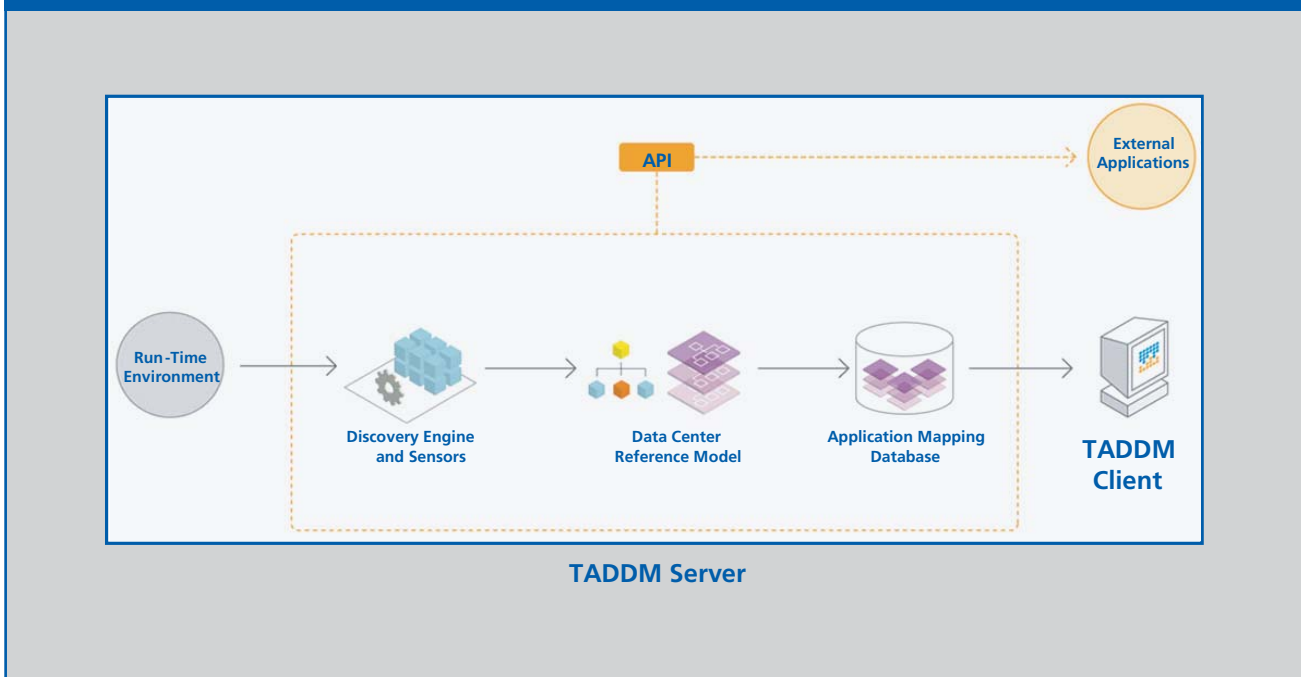 API
External
Applications
Run-Time
Environment
Discovery Engine
and Sensors
Data Center
Reference Model
Application Mapping
Database
TADDM
Client
TADDM Server